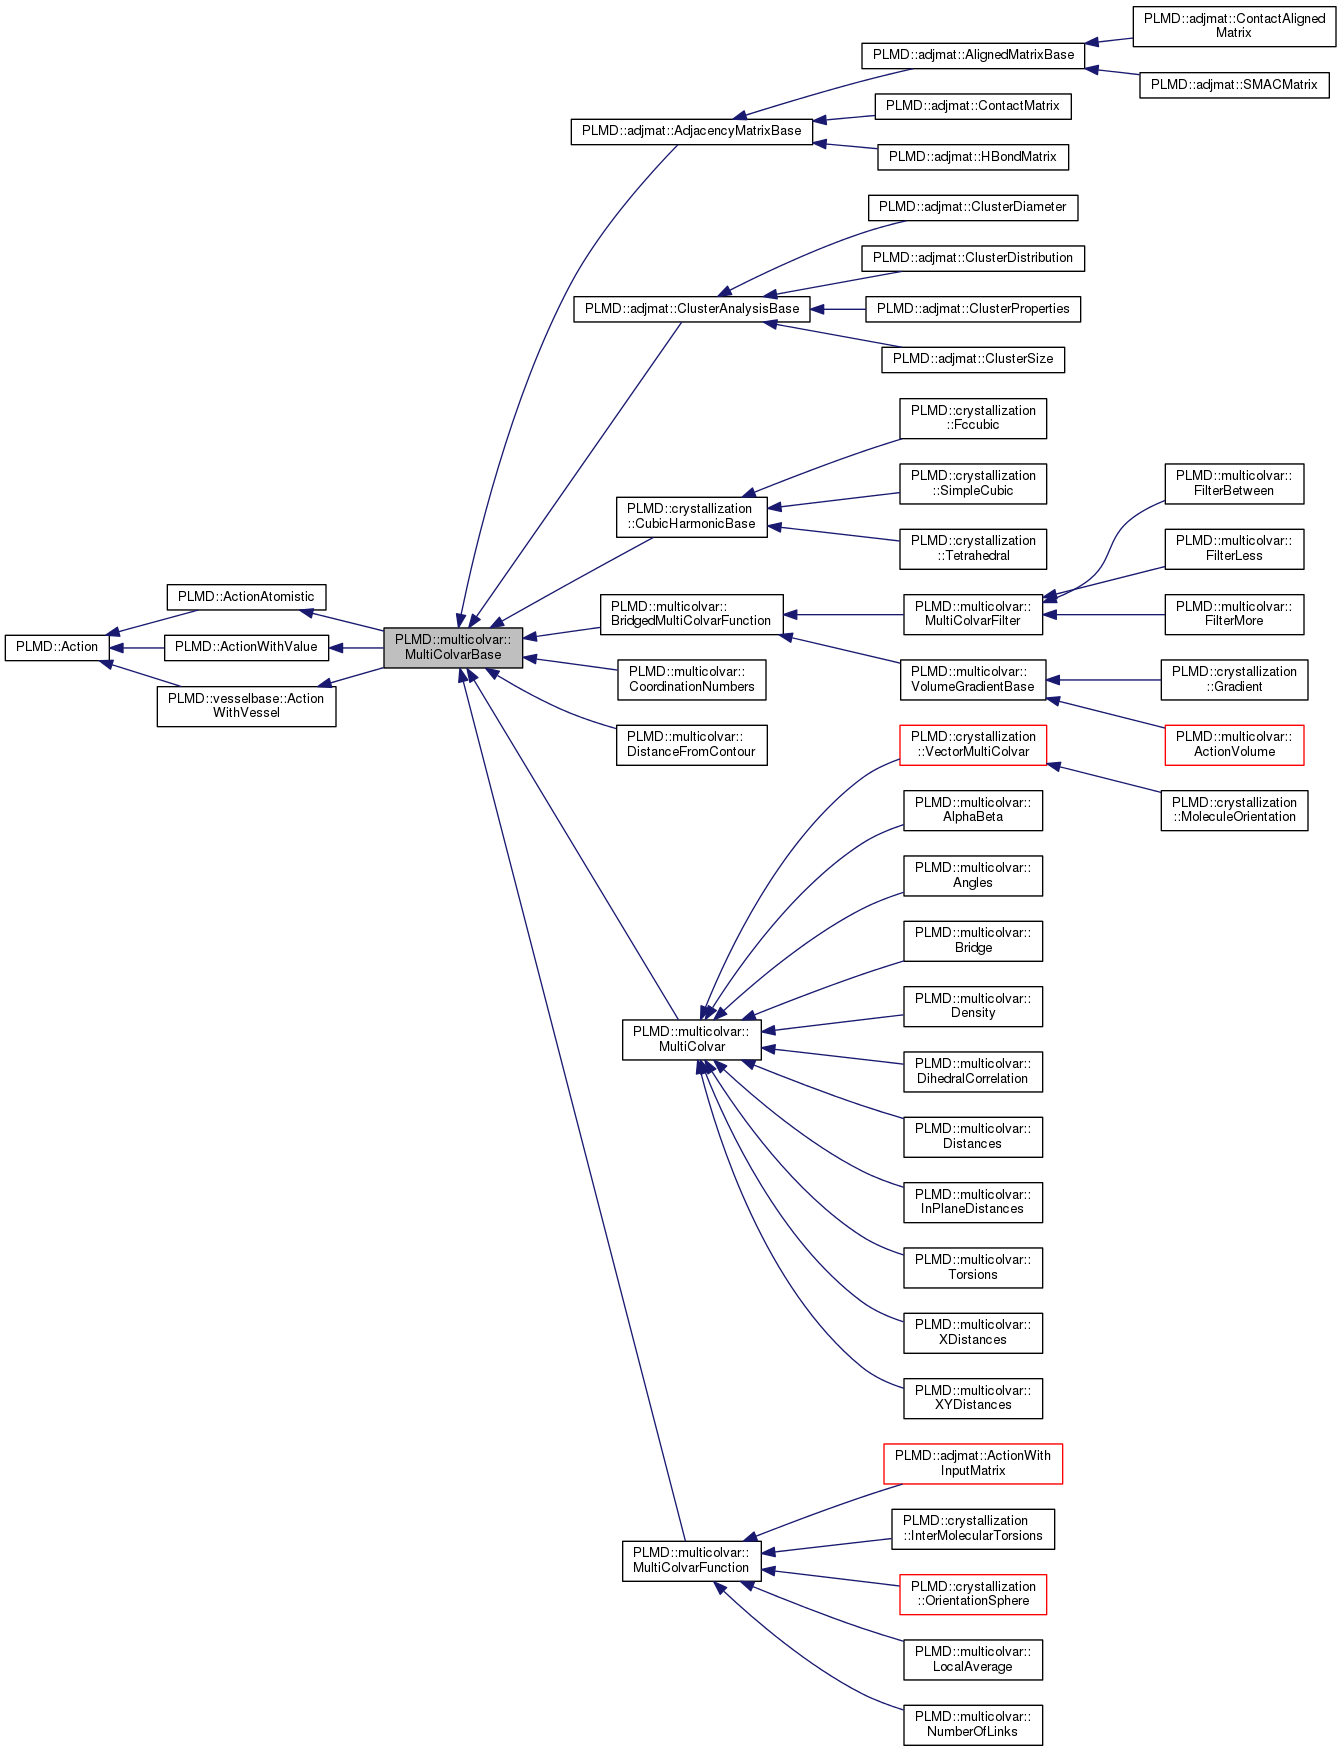 PLMD::Action
PLMD::ActionAtomistic
PLMD::ActionWithValue
PLMD::vesselbase::Action
WithVessel
PLMD::multicolvar::
MultiColvarBase
PLMD::adjmat::AdjacencyMatrixBase
PLMD::adjmat::AlignedMatrixBase
PLMD::adjmat::ContactAligned
Matrix
PLMD::adjmat::SMACMatrix
PLMD::adjmat::ContactMatrix
PLMD::adjmat::HBondMatrix
PLMD::adjmat::ClusterAnalysisBase
PLMD::adjmat::ClusterDiameter
PLMD::adjmat::ClusterDistribution
PLMD::adjmat::ClusterProperties
PLMD::adjmat::ClusterSize
PLMD::crystallization
::CubicHarmonicBase
PLMD::crystallization
::Fccubic
PLMD::crystallization
::SimpleCubic
PLMD::crystallization
::Tetrahedral
PLMD::multicolvar::
BridgedMultiColvarFunction
PLMD::multicolvar::
MultiColvarFilter
PLMD::multicolvar::
FilterBetween
PLMD::multicolvar::
FilterLess
PLMD::multicolvar::
FilterMore
PLMD::multicolvar::
VolumeGradientBase
PLMD::crystallization
::Gradient
PLMD::multicolvar::
ActionVolume
PLMD::multicolvar::
CoordinationNumbers
PLMD::multicolvar::
DistanceFromContour
PLMD::multicolvar::
MultiColvar
PLMD::crystallization
::VectorMultiColvar
PLMD::crystallization
::MoleculeOrientation
PLMD::multicolvar::
AlphaBeta
PLMD::multicolvar::
Angles
PLMD::multicolvar::
Bridge
PLMD::multicolvar::
Density
PLMD::multicolvar::
DihedralCorrelation
PLMD::multicolvar::
Distances
PLMD::multicolvar::
InPlaneDistances
PLMD::multicolvar::
Torsions
PLMD::multicolvar::
XDistances
PLMD::multicolvar::
XYDistances
PLMD::multicolvar::
MultiColvarFunction
PLMD::adjmat::ActionWith
InputMatrix
PLMD::crystallization
::InterMolecularTorsions
PLMD::crystallization
::OrientationSphere
PLMD::multicolvar::
LocalAverage
PLMD::multicolvar::
NumberOfLinks